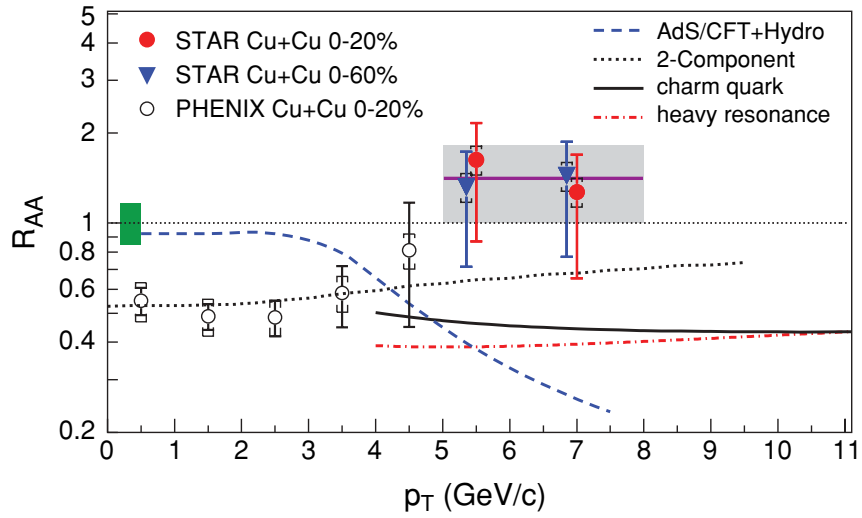 5
4
3
2
1
0.8
0.6
0.4
0.2
R_AA
STAR Cu+Cu 0-20%
STAR Cu+Cu 0-60%
PHENIX Cu+Cu 0-20%
AdS/CFT+Hydro
2-Component
charm quark
heavy resonance
0 1 2 3 4 5 6 7 8 9 10 11
p_T (GeV/c)